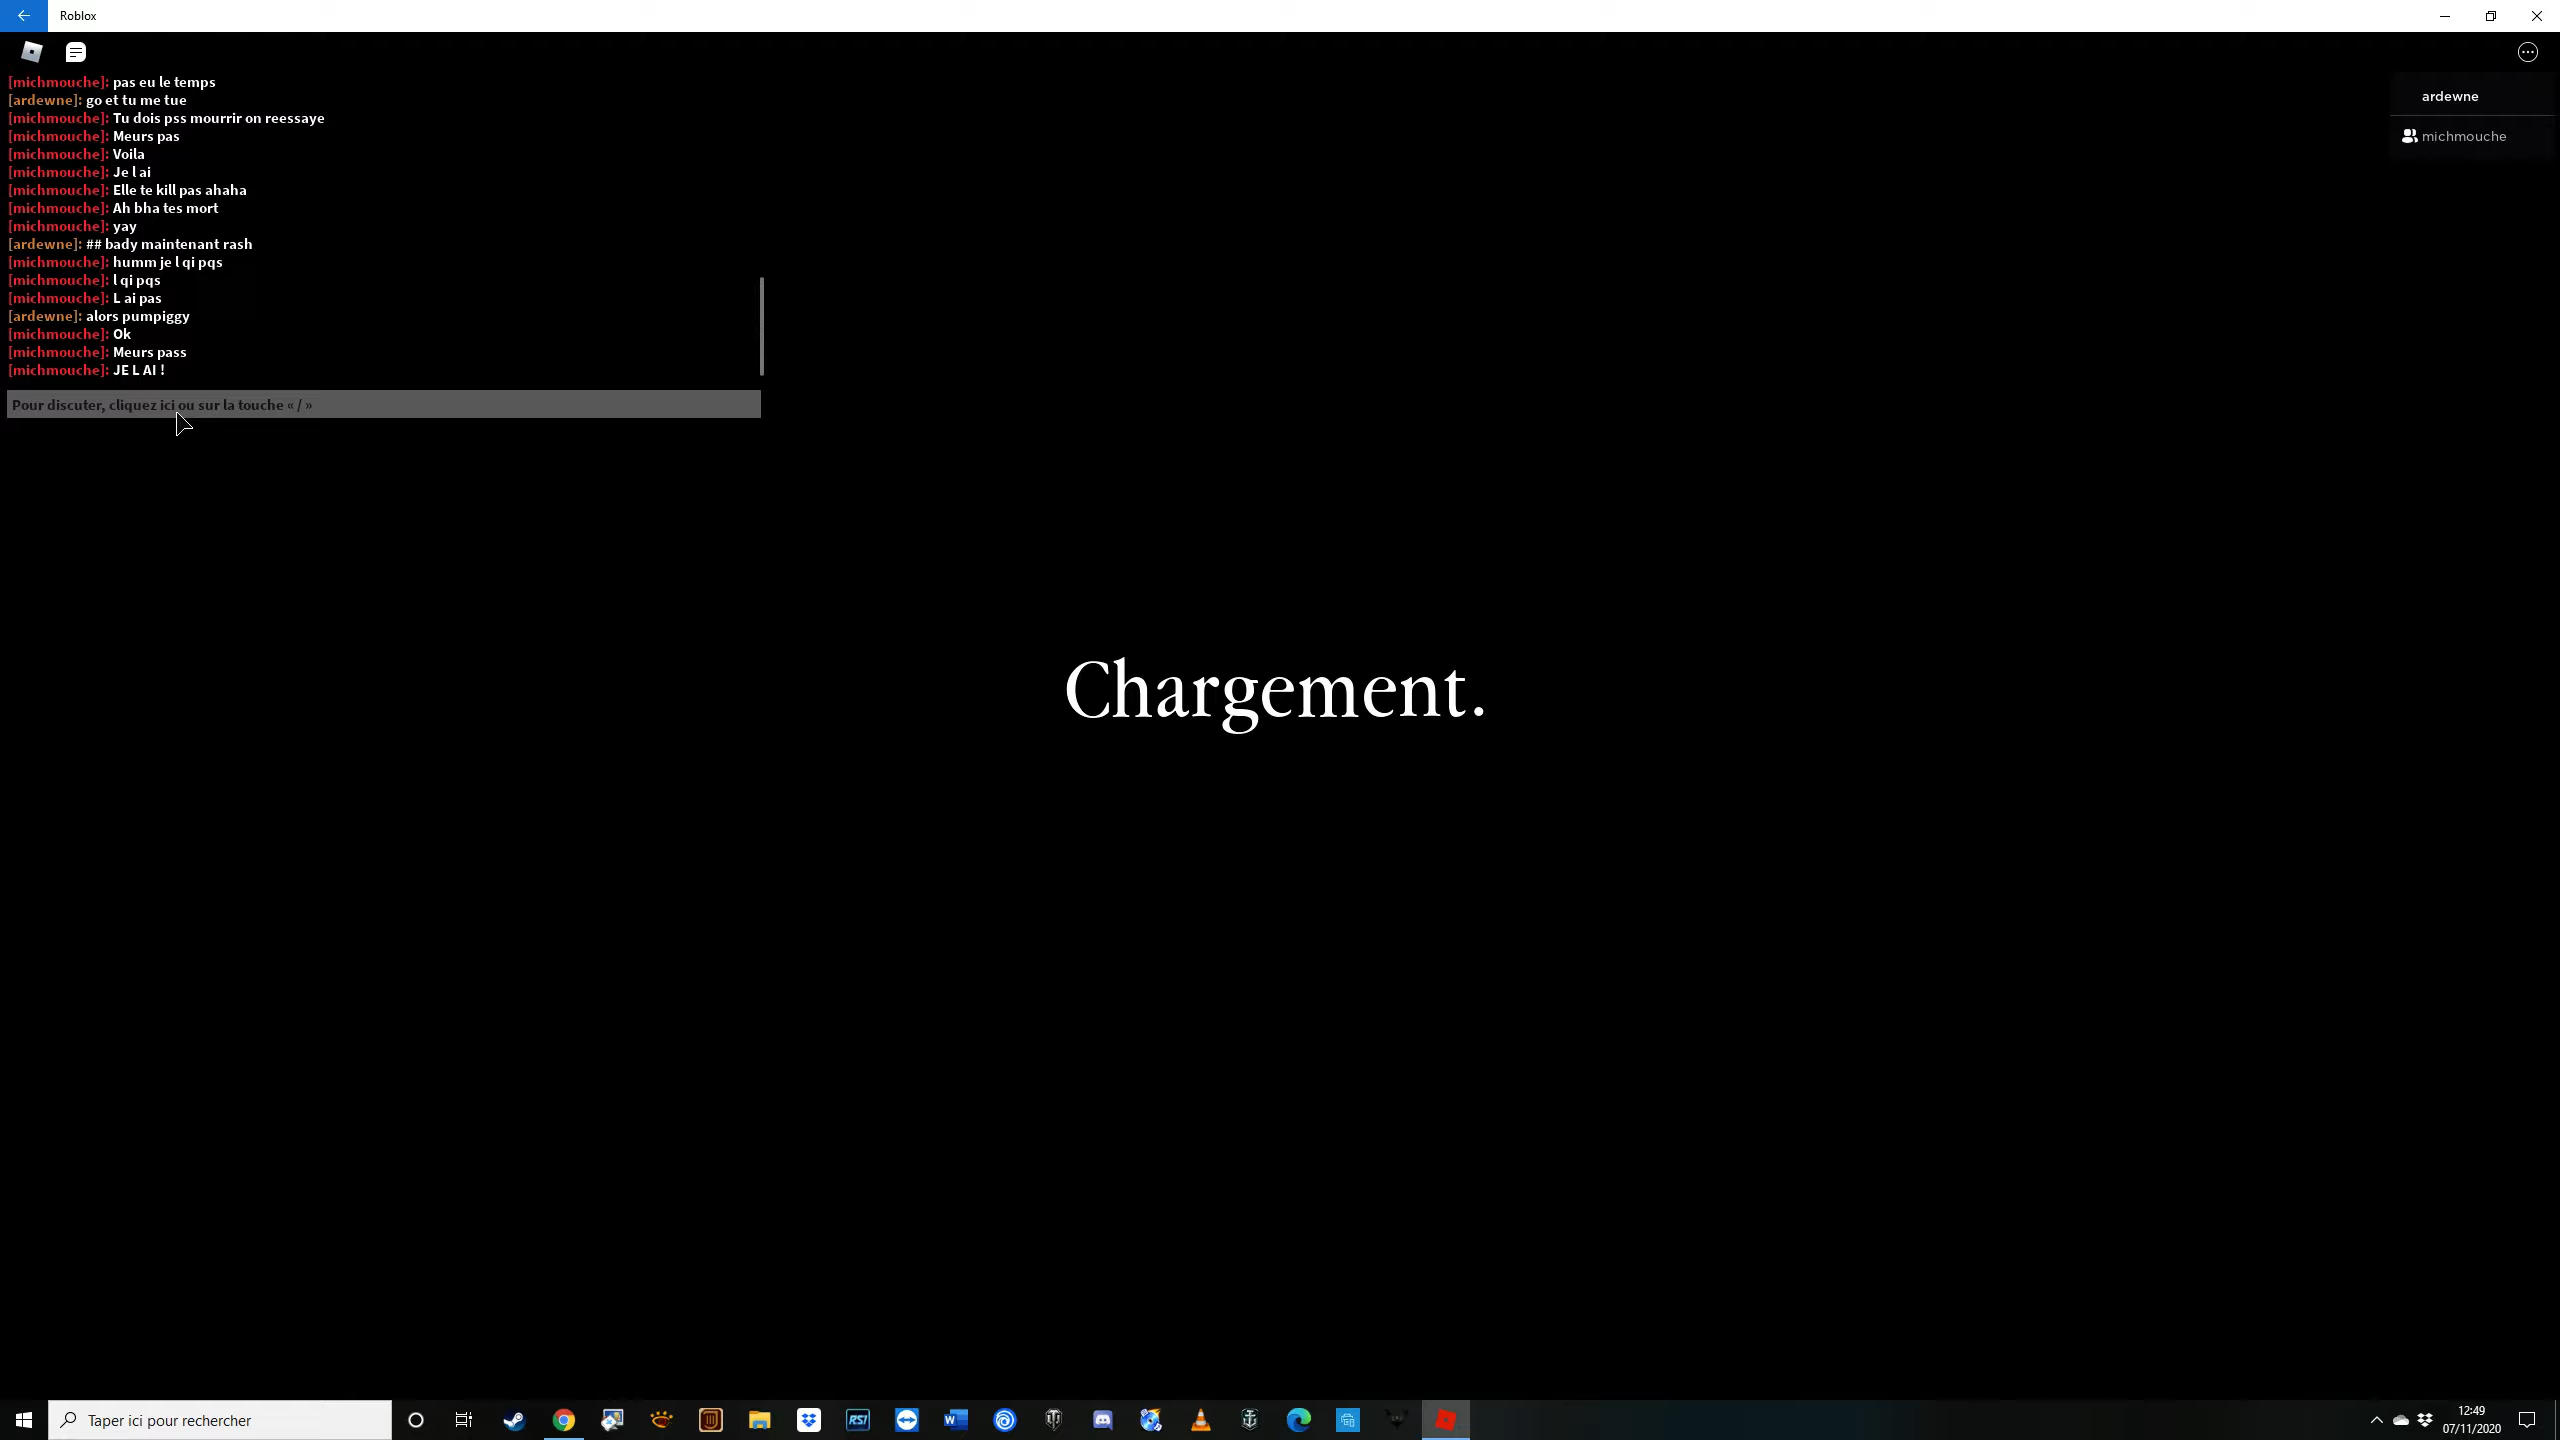 Roblox
[michmouche]: pas eu le temps
[ardewne]: go et tu me tue
[michmouche]: Tu dois pss mourrir on reessaye
[michmouche]: Meurs pas
[michmouche]: Voila
[michmouche]: Je l ai
[michmouche]: Elle te kill pas ahaha
[michmouche]: Ah bha tes mort
[michmouche]: yay
[ardewne]: ## bady maintenant rash
[michmouche]: humm je l qi pqs
[michmouche]: l qi pqs
[michmouche]: L ai pas
[ardewne]: alors pumpiggy
[michmouche]: Ok
[michmouche]: Meurs pass
[michmouche]: JE L AI !
Pour discuter, cliquez ici ou sur la touche « / »
ardewne
michmouche
Chargement.
Taper ici pour rechercher
RSI
W
12:49
07/11/2020